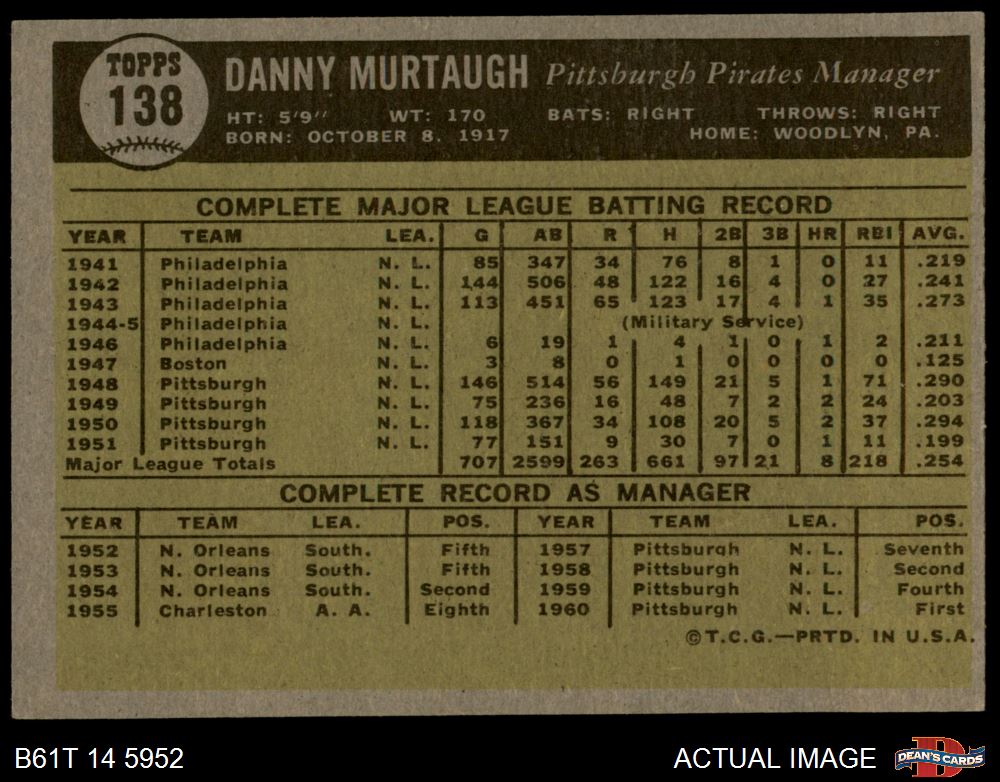 TOPPS
138
DANNY MURTAUGH Pittsburgh Pirates Manager
HT: 5'9" WT: 170 BATS: RIGHT THROWS: RIGHT
BORN: OCTOBER 8, 1917 HOME: WOODLYN, PA.
COMPLETE MAJOR LEAGUE BATTING RECORD
YEAR TEAM LEA. G AB R H 2B 3B HR RBI AVG.
1941 Philadelphia N. L. 85 347 34 76 8 1 0 11 .219
1942 Philadelphia N. L. 144 506 48 122 16 4 0 27 .241
1943 Philadelphia N. L. 113 451 65 123 17 4 1 35 .273
1944-5 Philadelphia N. L. (Military Service)
1946 Philadelphia N. L. 6 19 1 4 1 0 1 2 .211
1947 Boston N. L. 3 8 0 1 0 0 0 0 .125
1948 Pittsburgh N. L. 146 514 56 149 21 5 1 71 .290
1949 Pittsburgh N. L. 75 236 16 48 7 2 2 24 .203
1950 Pittsburgh N. L. 118 367 34 108 20 5 2 37 .294
1951 Pittsburgh N. L. 77 151 9 30 7 0 1 11 .199
Major League Totals 707 2599 263 661 97 21 8 218 .254
COMPLETE RECORD AS MANAGER
YEAR TEAM LEA. POS. YEAR TEAM LEA. POS.
1952 N. Orleans South. Fifth 1957 Pittsburgh N. L. Seventh
1953 N. Orleans South. Fifth 1958 Pittsburgh N. L. Second
1954 N. Orleans South. Second 1959 Pittsburgh N. L. Fourth
1955 Charleston A. A. Eighth 1960 Pittsburgh N. L. First
©T.C.G.—PRTD. IN U.S.A.
B61T 14 5952 ACTUAL IMAGE D DEAN'S CARDS